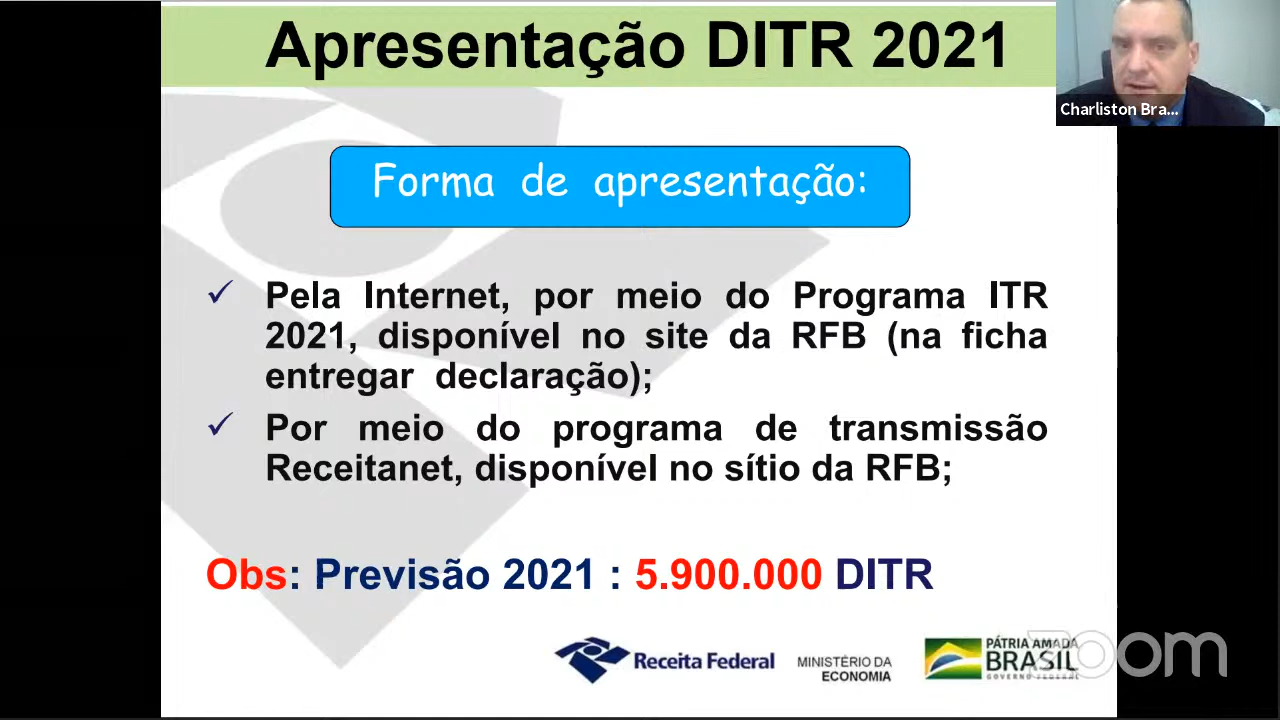 Apresentação DITR 2021
Charliston Bra...
Forma de apresentação:
✓ Pela Internet, por meio do Programa ITR
2021, disponível no site da RFB (na ficha
entregar declaração);
✓ Por meio do programa de transmissão
Receitanet, disponível no sítio da RFB;
Obs: Previsão 2021 : 5.900.000 DITR
Receita Federal
MINISTÉRIO DA
ECONOMIA
PÁTRIA AMADA
BRASIL
GOVERNO FEDERAL
zoom